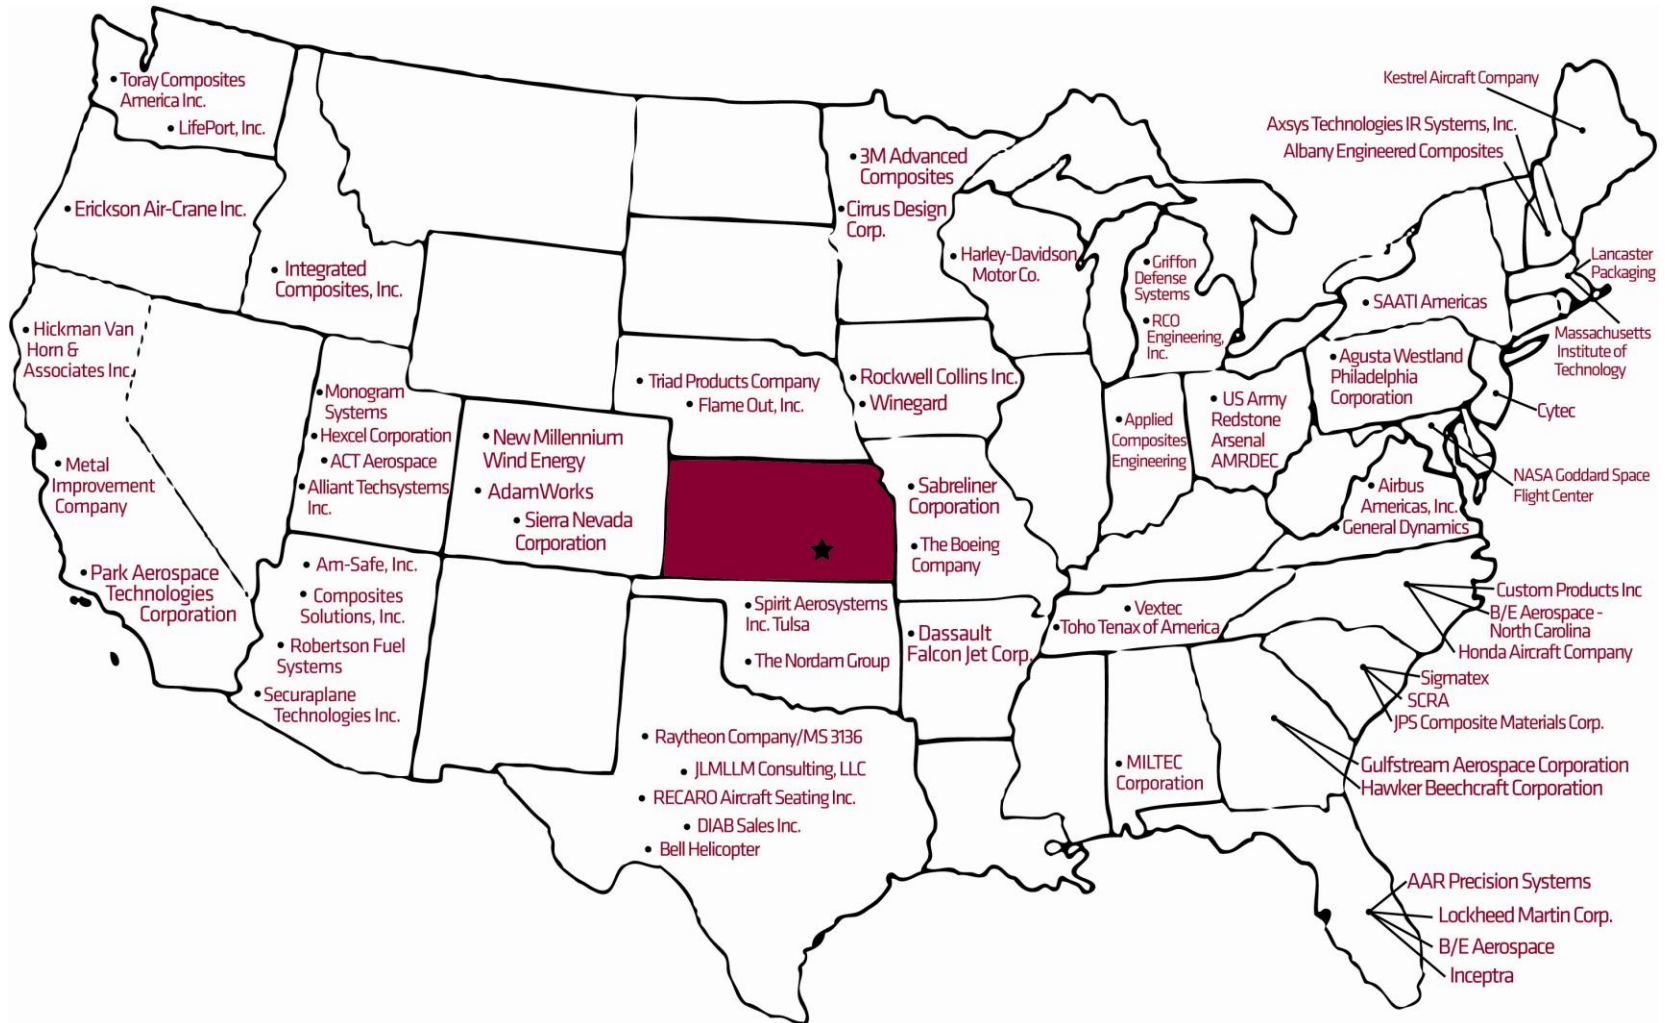 Toray Composites
America Inc.
LifePort, Inc.
Erickson Air-Crane Inc.
Integrated
Composites, Inc.
Hickman Van
Horn &
Associates Inc.
Metal
Improvement
Company
Park Aerospace
Technologies
Corporation
Monogram
Systems
Hexcel Corporation
ACT Aerospace
Alliant Techsystems
Inc.
Am-Safe, Inc.
Composites
Solutions, Inc.
Robertson Fuel
Systems
Securaplane
Technologies Inc.
New Millennium
Wind Energy
AdamWorks
Sierra Nevada
Corporation
Triad Products Company
Flame Out, Inc.
3M Advanced
Composites
Cirrus Design
Corp.
Harley-Davidson
Motor Co.
Rockwell Collins Inc.
Winegard
Sabreliner
Corporation
The Boeing
Company
Spirit Aerosystems
Inc. Tulsa
The Nordam Group
Dassault
Falcon Jet Corp.
Raytheon Company/MS 3136
JLMLLM Consulting, LLC
RECARO Aircraft Seating Inc.
DIAB Sales Inc.
Bell Helicopter
Griffon
Defense
Systems
RCO
Engineering,
Inc.
Applied
Composites
Engineering
US Army
Redstone
Arsenal
AMRDEC
Vextec
Toho Tenax of America
MILTEC
Corporation
Kestrel Aircraft Company
Axsys Technologies IR Systems, Inc.
Albany Engineered Composites
Lancaster
Packaging
Massachusetts
Institute of
Technology
SAATI Americas
Agusta Westland
Philadelphia
Corporation
Cytec
NASA Goddard Space
Flight Center
Airbus
Americas, Inc.
General Dynamics
Custom Products Inc
B/E Aerospace -
North Carolina
Honda Aircraft Company
Sigmatex
SCRA
JPS Composite Materials Corp.
Gulfstream Aerospace Corporation
Hawker Beechcraft Corporation
AAR Precision Systems
Lockheed Martin Corp.
B/E Aerospace
Inceptra